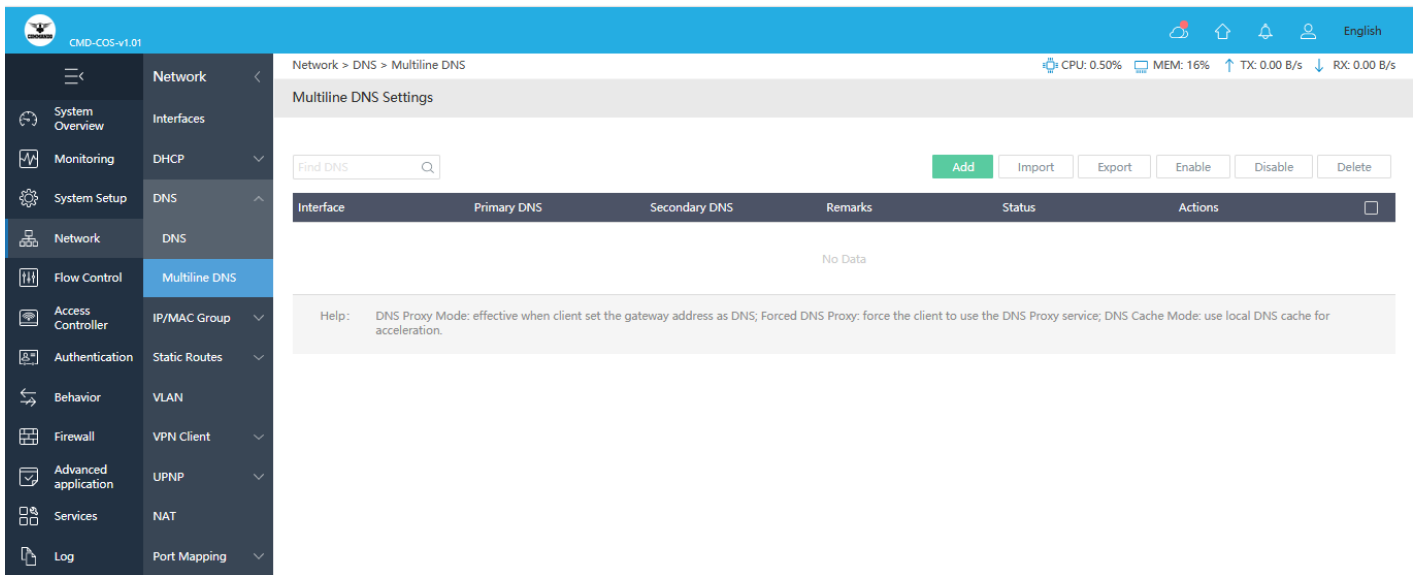 COMMANDO
CMD-COS-v1.01
English
Network
Network > DNS > Multiline DNS
CPU: 0.50% MEM: 16% TX: 0.00 B/s RX: 0.00 B/s
Multiline DNS Settings
System
Overview
Monitoring
System Setup
Network
Flow Control
Access
Controller
Authentication
Behavior
Firewall
Advanced
application
Services
Log
Interfaces
DHCP
DNS
DNS
Multiline DNS
IP/MAC Group
Static Routes
VLAN
VPN Client
UPNP
NAT
Port Mapping
Find DNS
Add Import Export Enable Disable Delete
Interface Primary DNS Secondary DNS Remarks Status Actions
No Data
Help: DNS Proxy Mode: effective when client set the gateway address as DNS; Forced DNS Proxy: force the client to use the DNS Proxy service; DNS Cache Mode: use local DNS cache for
acceleration.